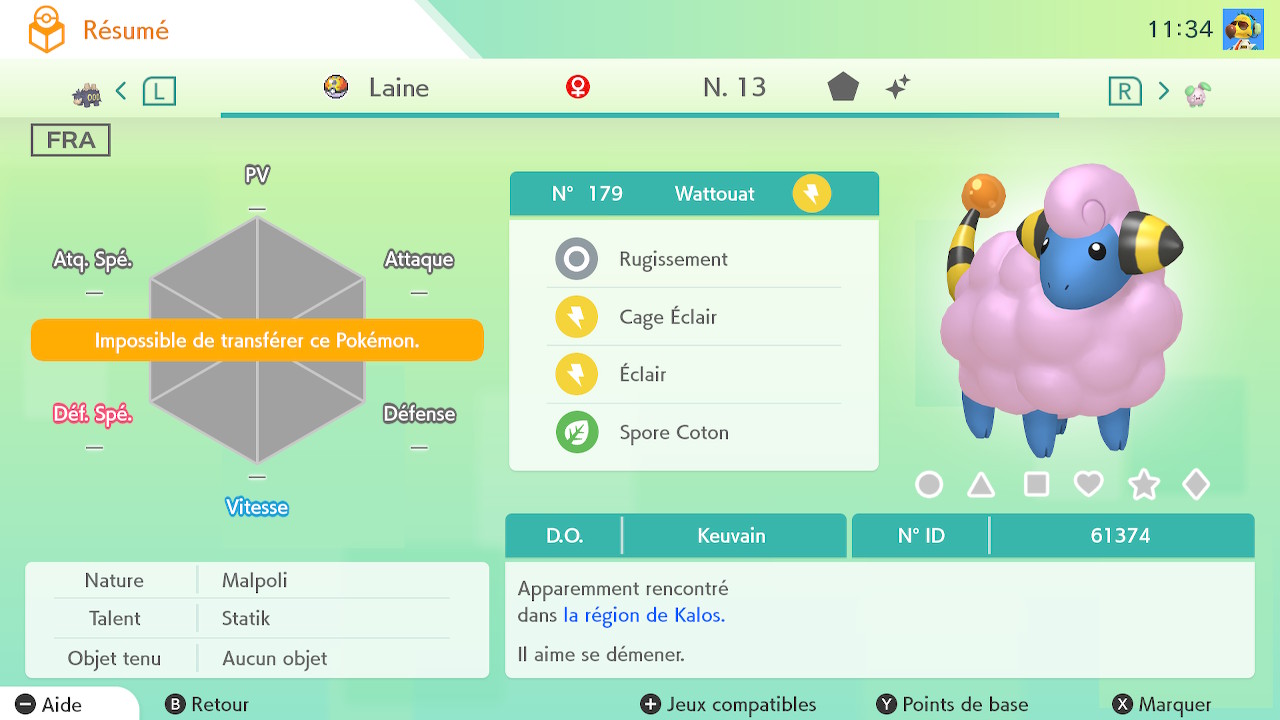 Résumé
11:34
L
Laine
N. 13
R
FRA
PV
—
Atq. Spé.
—
Attaque
—
Impossible de transférer ce Pokémon.
Déf. Spé.
—
Défense
—
—
Vitesse
N° 179 Wattouat
Rugissement
Cage Éclair
Éclair
Spore Coton
D.O. Keuvain
N° ID 61374
Nature Malpoli
Talent Statik
Objet tenu Aucun objet
Apparemment rencontré
dans la région de Kalos.
Il aime se démener.
Aide
B Retour
Jeux compatibles
Y Points de base
X Marquer